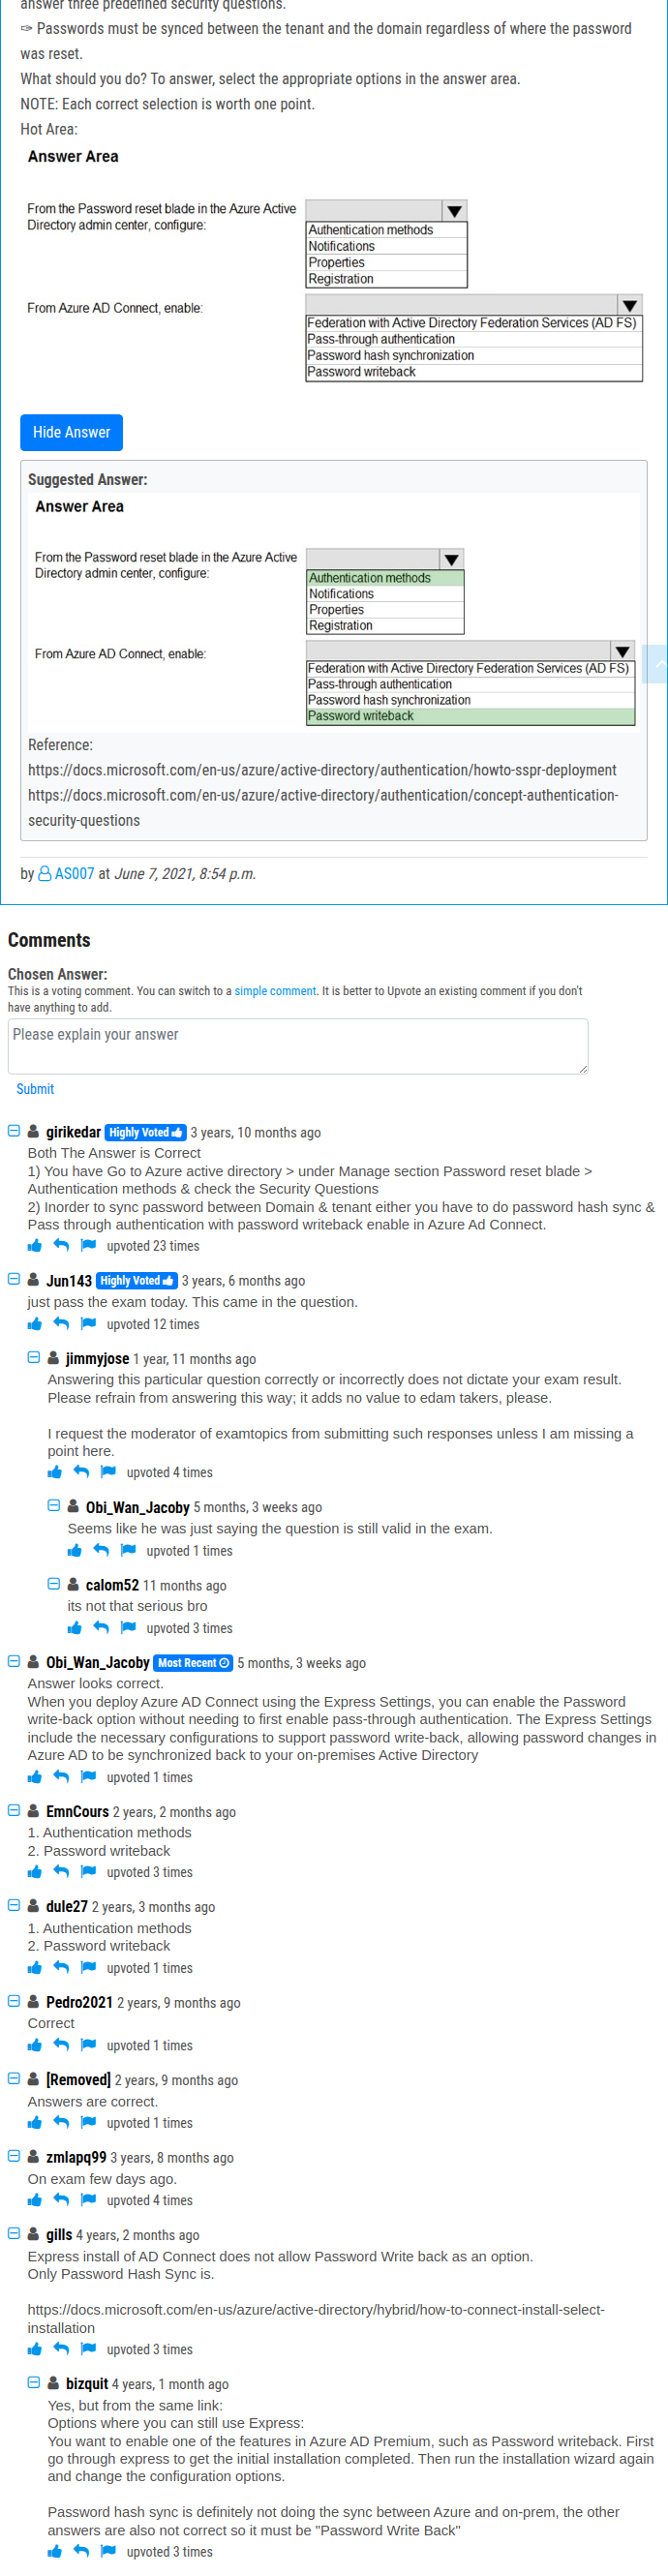 answer three predefined security questions.
✑ Passwords must be synced between the tenant and the domain regardless of where the password
was reset.
What should you do? To answer, select the appropriate options in the answer area.
NOTE: Each correct selection is worth one point.
Hot Area:
Answer Area
From the Password reset blade in the Azure Active
Directory admin center, configure:
Authentication methods
Notifications
Properties
Registration
From Azure AD Connect, enable:
Federation with Active Directory Federation Services (AD FS)
Pass-through authentication
Password hash synchronization
Password writeback
Hide Answer
Suggested Answer:
Answer Area
From the Password reset blade in the Azure Active
Directory admin center, configure:
Authentication methods
Notifications
Properties
Registration
From Azure AD Connect, enable:
Federation with Active Directory Federation Services (AD FS)
Pass-through authentication
Password hash synchronization
Password writeback
Reference:
https://docs.microsoft.com/en-us/azure/active-directory/authentication/howto-sspr-deployment
https://docs.microsoft.com/en-us/azure/active-directory/authentication/concept-authentication-
security-questions
by AS007 at June 7, 2021, 8:54 p.m.
Comments
Chosen Answer:
This is a voting comment. You can switch to a simple comment. It is better to Upvote an existing comment if you don't
have anything to add.
Please explain your answer
Submit
girikedar Highly Voted 3 years, 10 months ago
Both The Answer is Correct
1) You have Go to Azure active directory > under Manage section Password reset blade >
Authentication methods & check the Security Questions
2) Inorder to sync password between Domain & tenant either you have to do password hash sync &
Pass through authentication with password writeback enable in Azure Ad Connect.
upvoted 23 times
Jun143 Highly Voted 3 years, 6 months ago
just pass the exam today. This came in the question.
upvoted 12 times
jimmyjose 1 year, 11 months ago
Answering this particular question correctly or incorrectly does not dictate your exam result.
Please refrain from answering this way; it adds no value to edam takers, please.
I request the moderator of examtopics from submitting such responses unless I am missing a
point here.
upvoted 4 times
Obi_Wan_Jacoby 5 months, 3 weeks ago
Seems like he was just saying the question is still valid in the exam.
upvoted 1 times
calom52 11 months ago
its not that serious bro
upvoted 3 times
Obi_Wan_Jacoby Most Recent 5 months, 3 weeks ago
Answer looks correct.
When you deploy Azure AD Connect using the Express Settings, you can enable the Password
write-back option without needing to first enable pass-through authentication. The Express Settings
include the necessary configurations to support password write-back, allowing password changes in
Azure AD to be synchronized back to your on-premises Active Directory
upvoted 1 times
EmnCours 2 years, 2 months ago
1. Authentication methods
2. Password writeback
upvoted 3 times
dule27 2 years, 3 months ago
1. Authentication methods
2. Password writeback
upvoted 1 times
Pedro2021 2 years, 9 months ago
Correct
upvoted 1 times
[Removed] 2 years, 9 months ago
Answers are correct.
upvoted 1 times
zmlapq99 3 years, 8 months ago
On exam few days ago.
upvoted 4 times
gills 4 years, 2 months ago
Express install of AD Connect does not allow Password Write back as an option.
Only Password Hash Sync is.
https://docs.microsoft.com/en-us/azure/active-directory/hybrid/how-to-connect-install-select-
installation
upvoted 3 times
bizquit 4 years, 1 month ago
Yes, but from the same link:
Options where you can still use Express:
You want to enable one of the features in Azure AD Premium, such as Password writeback. First
go through express to get the initial installation completed. Then run the installation wizard again
and change the configuration options.
Password hash sync is definitely not doing the sync between Azure and on-prem, the other
answers are also not correct so it must be "Password Write Back"
upvoted 3 times